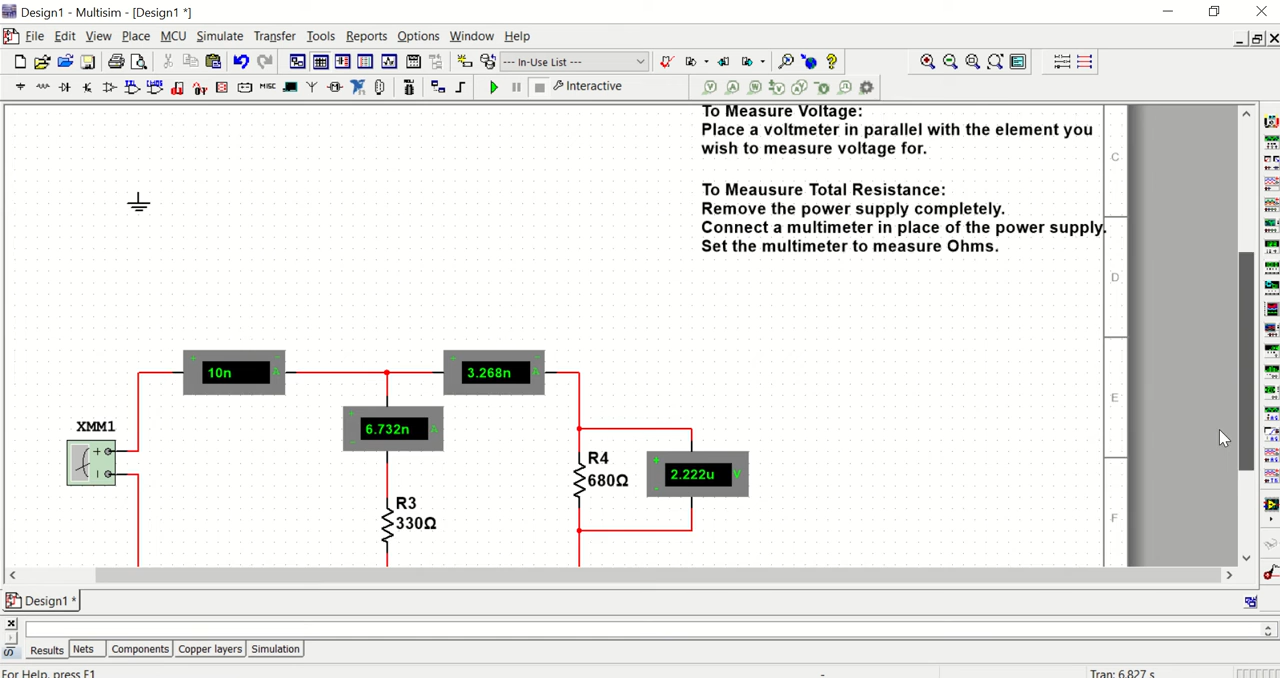 Design1 - Multisim - [Design1 *]
File Edit View Place MCU Simulate Transfer Tools Reports Options Window Help
--- In-Use List ---
MISC
Interactive
To Measure Voltage:
Place a voltmeter in parallel with the element you
wish to measure voltage for.
To Meausure Total Resistance:
Remove the power supply completely.
Connect a multimeter in place of the power supply.
Set the multimeter to measure Ohms.
C
D
E
F
10n A
3.268n A
6.732n A
XMM1
R4
680Ω
2.222u V
R3
330Ω
Design1 *
Results Nets Components Copper layers Simulation
For Help, press F1
- Tran: 6.827 s